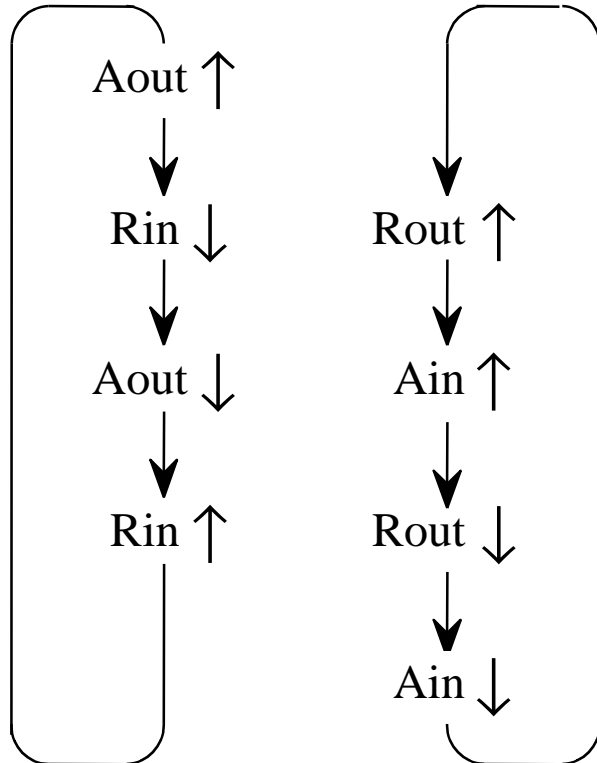 Aout ↑
Rin ↓
Aout ↓
Rin ↑
Rout ↑
Ain ↑
Rout ↓
Ain ↓